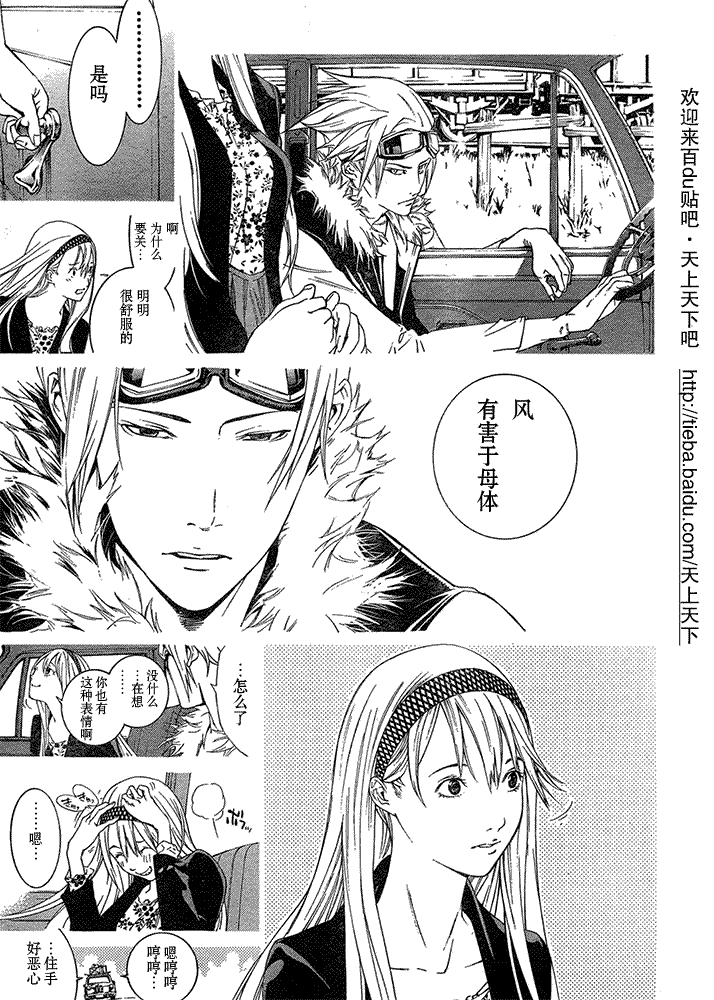 …………
是吗
啊
为什么
要关…
明明
很舒服的
风
有害于母体
…怎么了
没什么
……在想
你也有
这种表情啊
……嗯…
ボフッ
嗯哼哼
哼哼…
…住手
好恶心
欢迎来百du贴吧·天上天下吧 http://tieba.baidu.com/天上天下